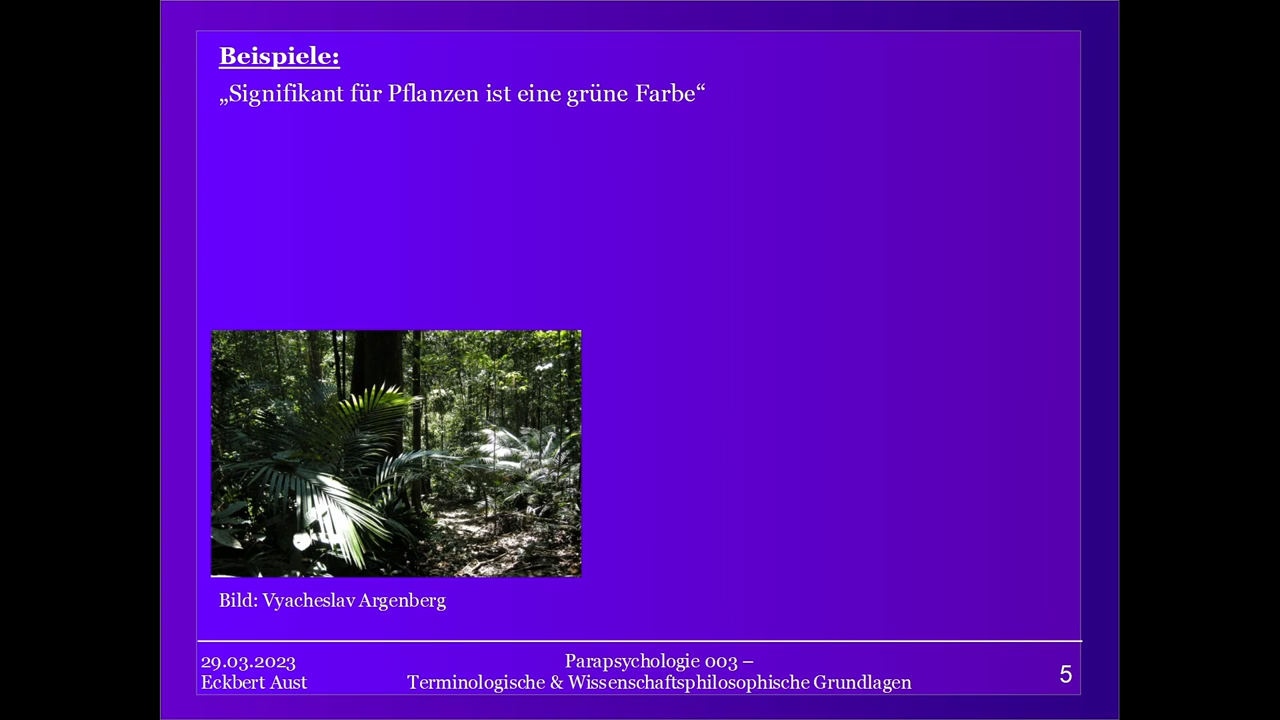 Beispiele:
„Signifikant für Pflanzen ist eine grüne Farbe“
Bild: Vyacheslav Argenberg
29.03.2023
Eckbert Aust
Parapsychologie 003 –
Terminologische & Wissenschaftsphilosophische Grundlagen
5